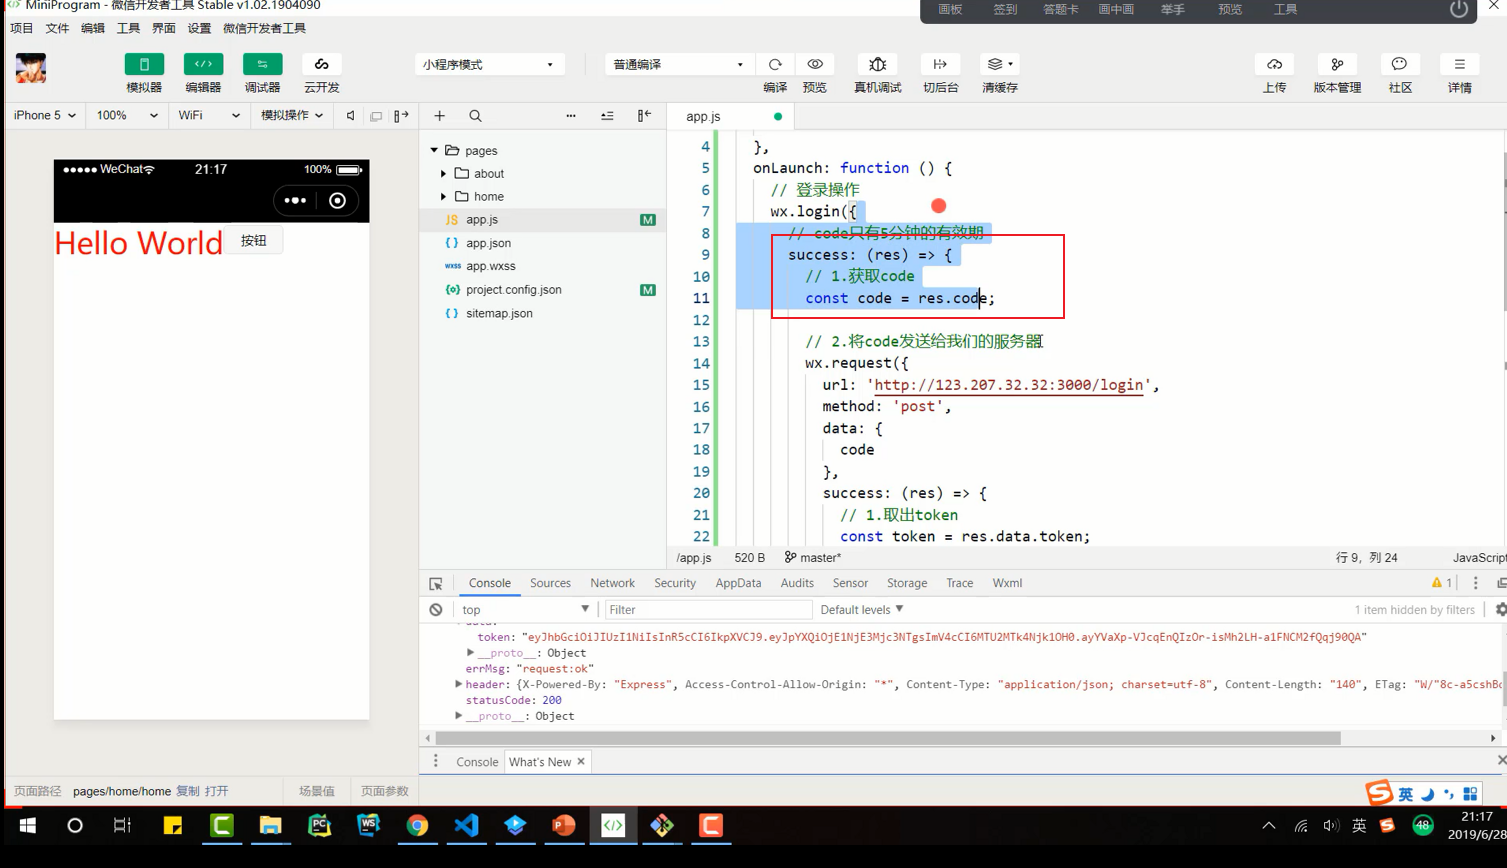 MiniProgram - 微信开发者工具 Stable v1.02.1904090
画板 签到 答题卡 画中画 举手 预览 工具
项目 文件 编辑 工具 界面 设置 微信开发者工具
小程序模式 普通编译
模拟器 编辑器 调试器 云开发 编译 预览 真机调试 切后台 清缓存 上传 版本管理 社区 详情
iPhone 5 100% WiFi 模拟操作
app.js
WeChat 21:17 100%
Hello World 按钮
pages
about
home
JS app.js M
{ } app.json
wxss app.wxss
{o} project.config.json M
{ } sitemap.json
4 },
5 onLaunch: function () {
6 // 登录操作
7 wx.login({
8 // code只有5分钟的有效期
9 success: (res) => {
10 // 1.获取code
11 const code = res.code;
12
13 // 2.将code发送给我们的服务器
14 wx.request({
15 url: 'http://123.207.32.32:3000/login',
16 method: 'post',
17 data: {
18 code
19 },
20 success: (res) => {
21 // 1.取出token
22 const token = res.data.token;
/app.js 520 B master* 行 9，列 24 JavaScript
Console Sources Network Security AppData Audits Sensor Storage Trace Wxml 1
top Filter Default levels 1 item hidden by filters
token: "eyJhbGciOiJIUzI1NiIsInR5cCI6IkpXVCJ9.eyJpYXQiOjE1NjE3Mjc3NTgsImV4cCI6MTU2MTk4Njk1OH0.ayYVaXp-VJcqEnQIzOr-isMh2LH-a1FNCM2fQqj90QA"
__proto__: Object
errMsg: "request:ok"
header: {X-Powered-By: "Express", Access-Control-Allow-Origin: "*", Content-Type: "application/json; charset=utf-8", Content-Length: "140", ETag: "W/"8c-a5cshBc
statusCode: 200
__proto__: Object
Console What's New
页面路径 pages/home/home 复制 打开 场景值 页面参数
英
英 48 21:17
2019/6/28